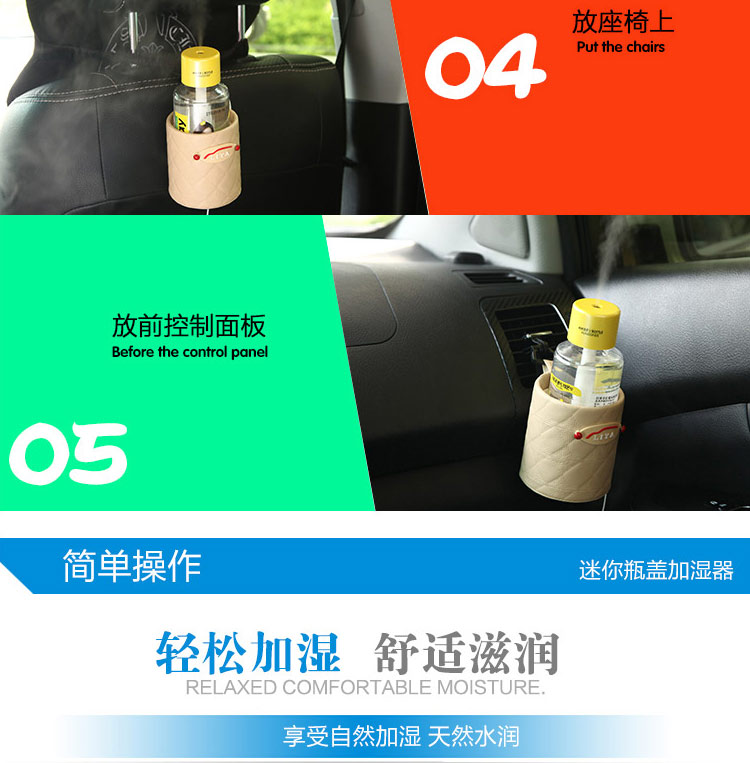 放座椅上
Put the chairs
04
LITA
放前控制面板
Before the control panel
05
LITA
简单操作
迷你瓶盖加湿器
轻松加湿 舒适滋润
RELAXED COMFORTABLE MOISTURE.
享受自然加湿 天然水润